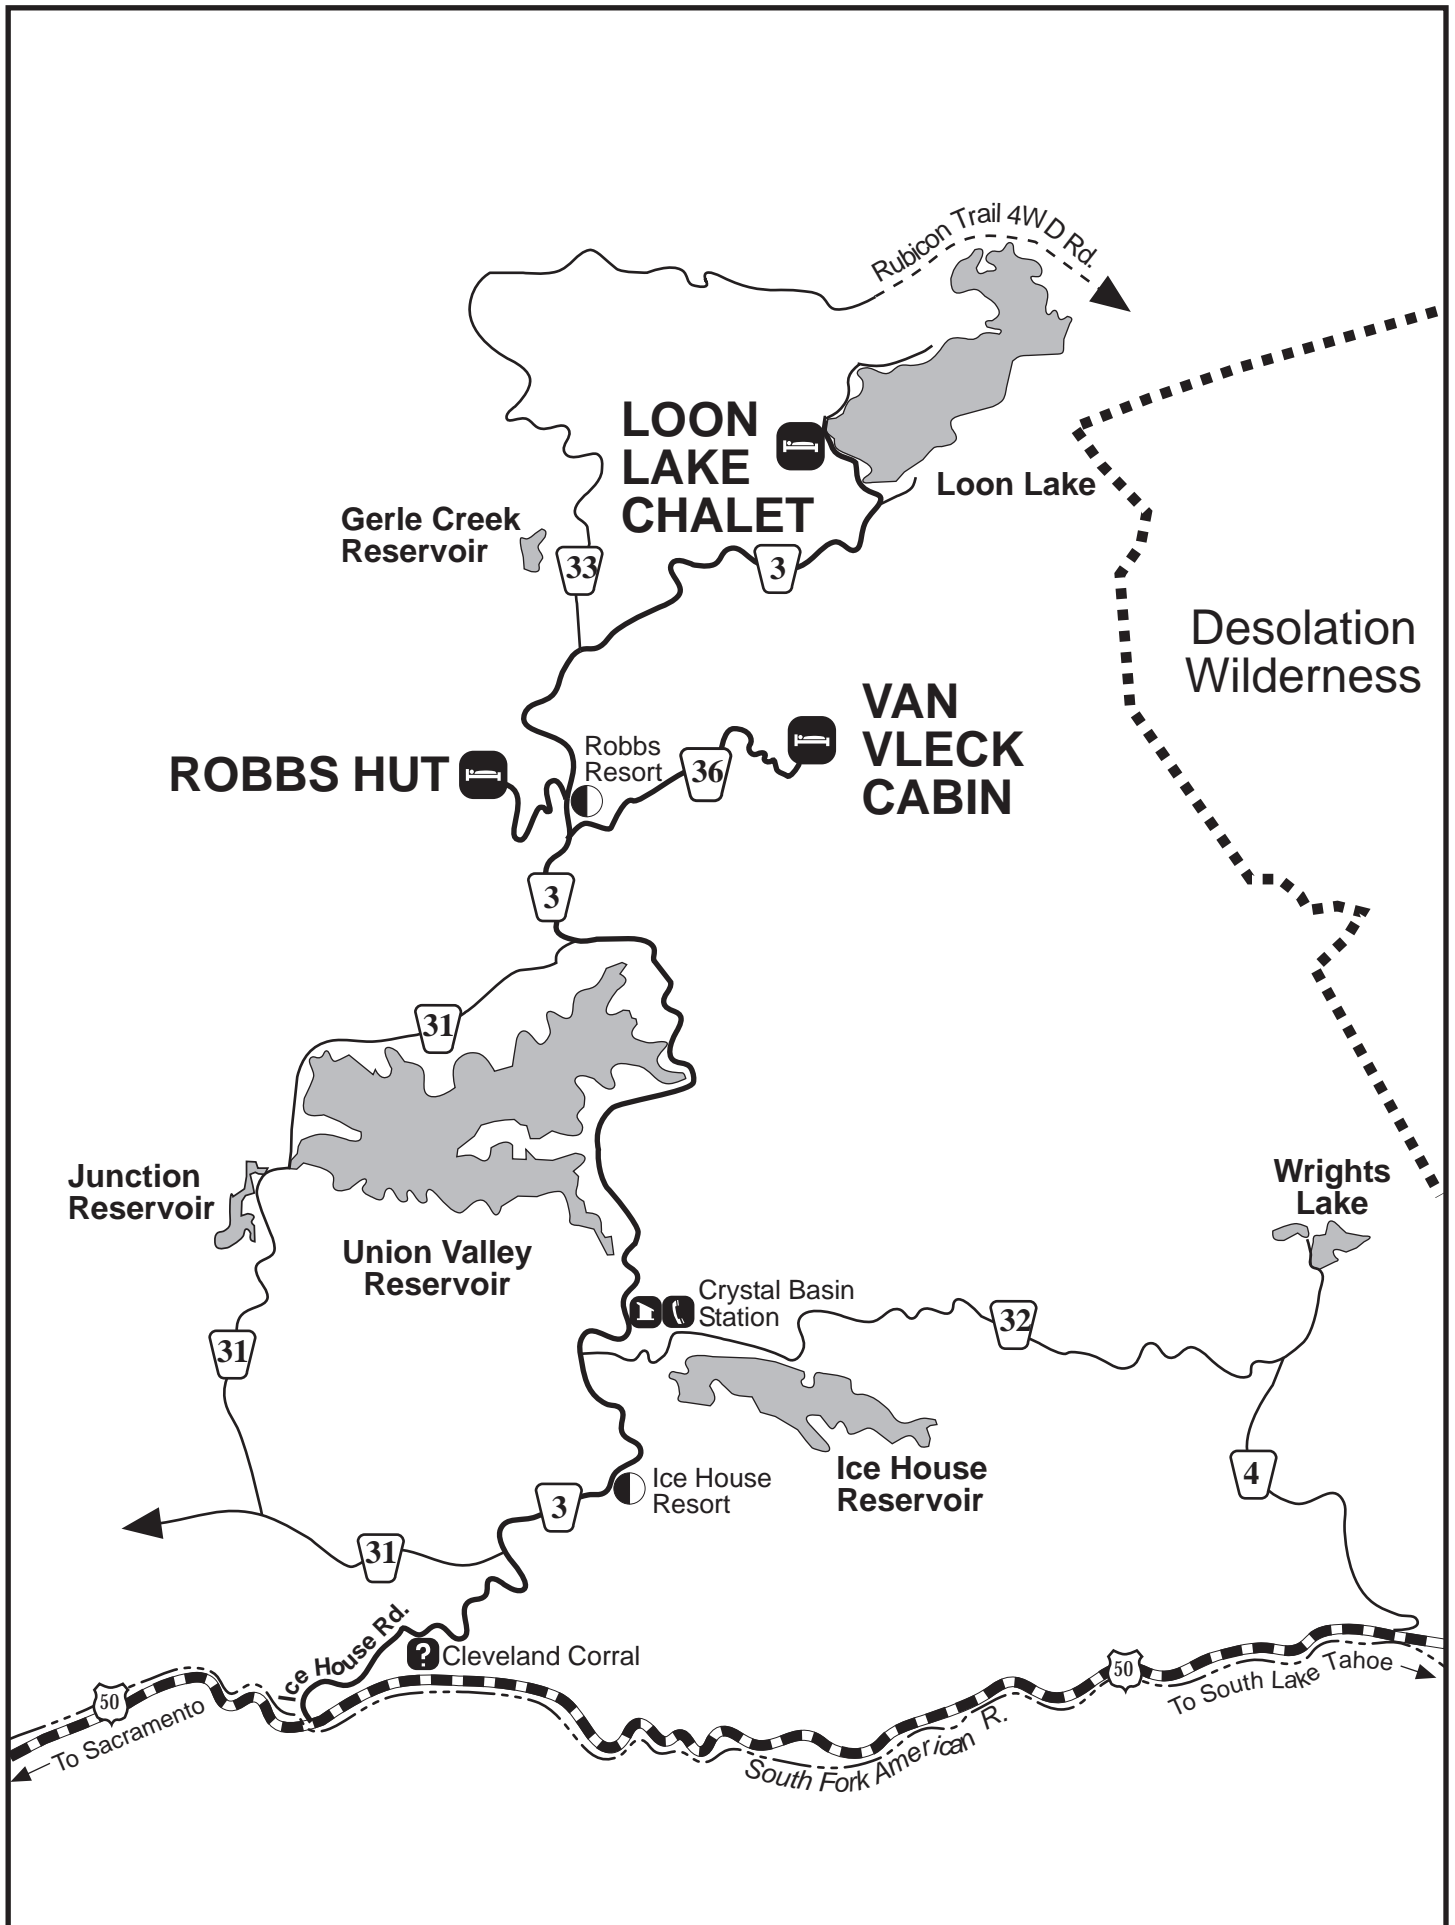 Rubicon Trail 4WD Rd.
LOON
LAKE
CHALET
Loon Lake
Gerle Creek
Reservoir
33
3
Desolation
Wilderness
VAN
VLECK
CABIN
Robbs
Resort
36
ROBBS HUT
3
31
Junction
Reservoir
Union Valley
Reservoir
Wrights
Lake
Crystal Basin
Station
32
31
Ice House
Reservoir
4
Ice House
Resort
3
31
Ice House Rd.
?
Cleveland Corral
50
To Sacramento
50
To South Lake Tahoe
South Fork American R.